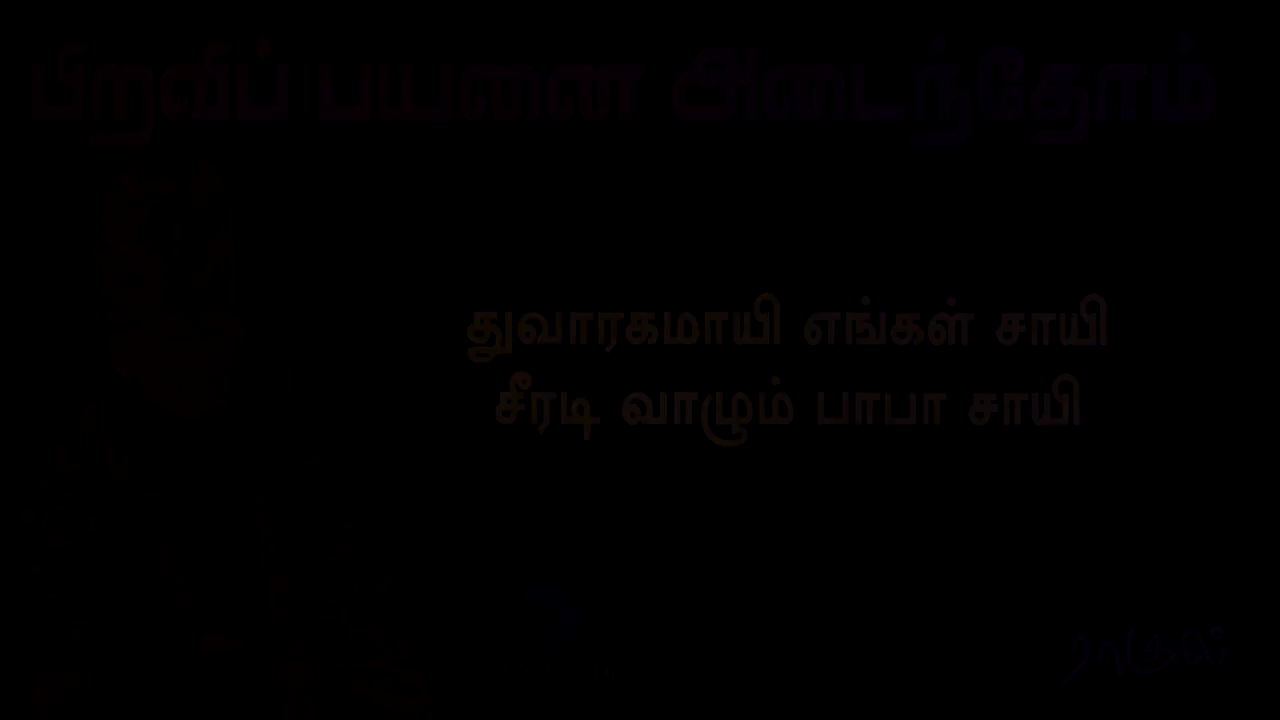 பிறவிப் பயனை அடைந்தோம்
துவாரகமாயி எங்கள் சாயி
சீரடி வாழும் பாபா சாயி
ராகுல்